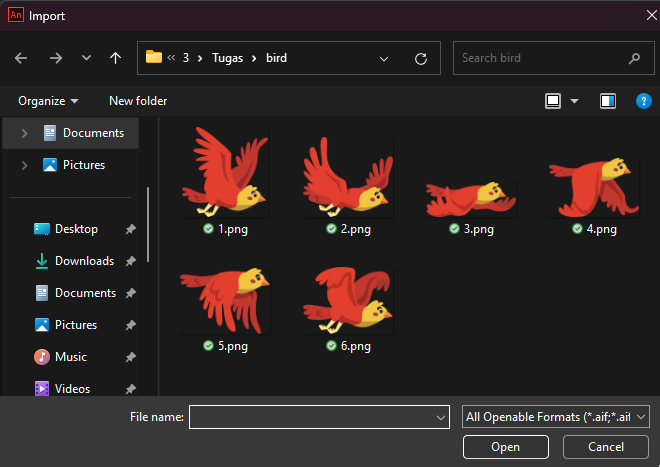 An Import
« 3 > Tugas > bird
Search bird
Organize
New folder
?
Documents
Pictures
Desktop
Downloads
Documents
Pictures
Music
Videos
1.png
2.png
3.png
4.png
5.png
6.png
File name:
All Openable Formats (*.aif;*.aif
Open
Cancel